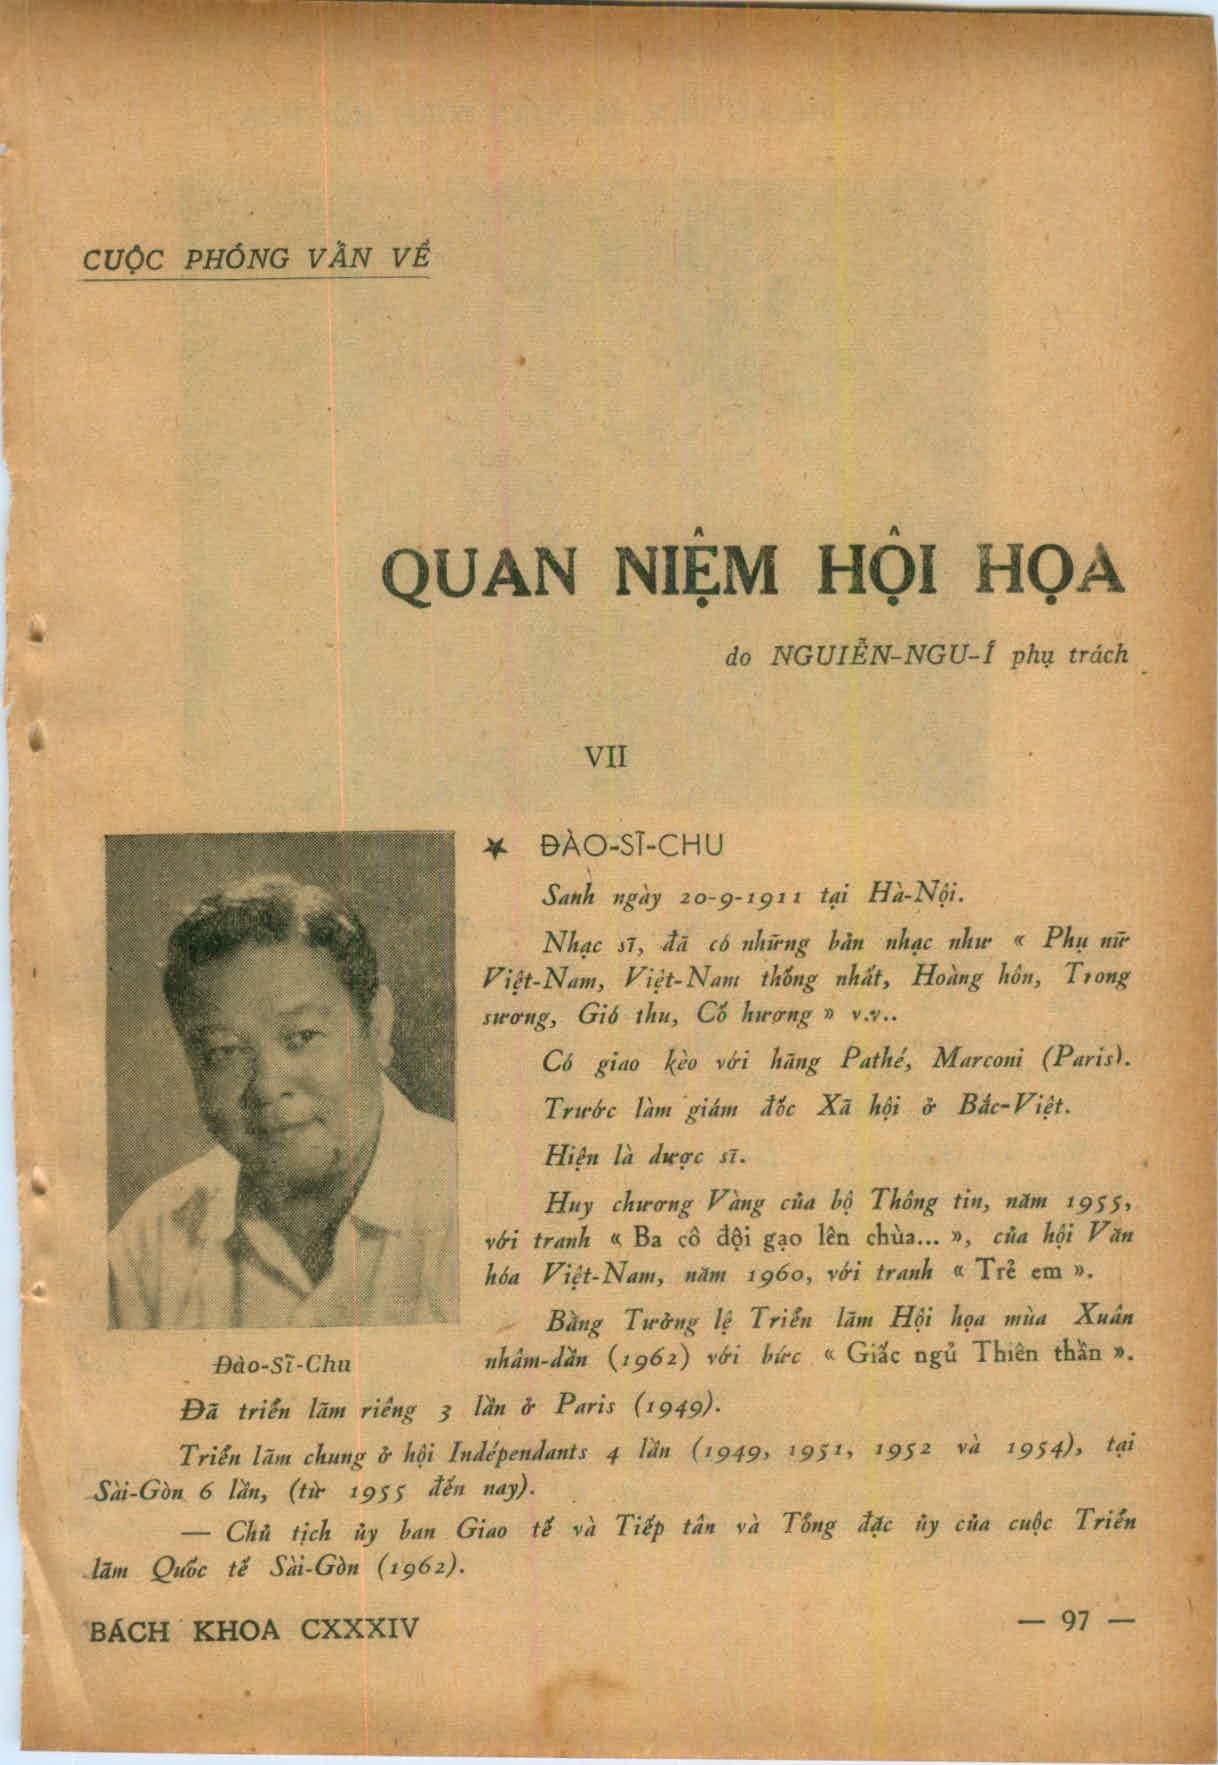 CUỘC PHỎNG VẤN VỀ
QUAN NIỆM HỘI HỌA
do NGUIỄN-NGU-Í phụ trách
VII
★ ĐÀO-SĨ-CHU
Sanh ngày 20-9-1911 tại Hà-Nội.
Nhạc sĩ, đã có những bản nhạc như « Phụ nữ
Việt-Nam, Việt-Nam thống nhất, Hoàng hôn, Trong
sương, Gió thu, Cố hương » v.v..
Có giao kèo với hãng Pathé, Marconi (Paris).
Trước làm giám đốc Xã hội ở Bắc-Việt.
Hiện là dược sĩ.
Huy chương Vàng của bộ Thông tin, năm 1955,
với tranh « Ba cô đội gạo lên chùa... », của hội Văn
hóa Việt-Nam, năm 1960, với tranh « Trẻ em ».
Bằng Tưởng lệ Triển lãm Hội họa mùa Xuân
nhâm-dần (1962) với bức « Giấc ngủ Thiên thần ».
Đào-Sĩ-Chu
Đã triển lãm riêng 3 lần ở Paris (1949).
Triển lãm chung ở hội Indépendants 4 lần (1949, 1951, 1952 và 1954), tại
Sài-Gòn 6 lần, (từ 1955 đến nay).
— Chủ tịch ủy ban Giao tế và Tiếp tân và Tổng đặc ủy của cuộc Triển
lãm Quốc tế Sài-Gòn (1962).
BÁCH KHOA CXXXIV
— 97 —